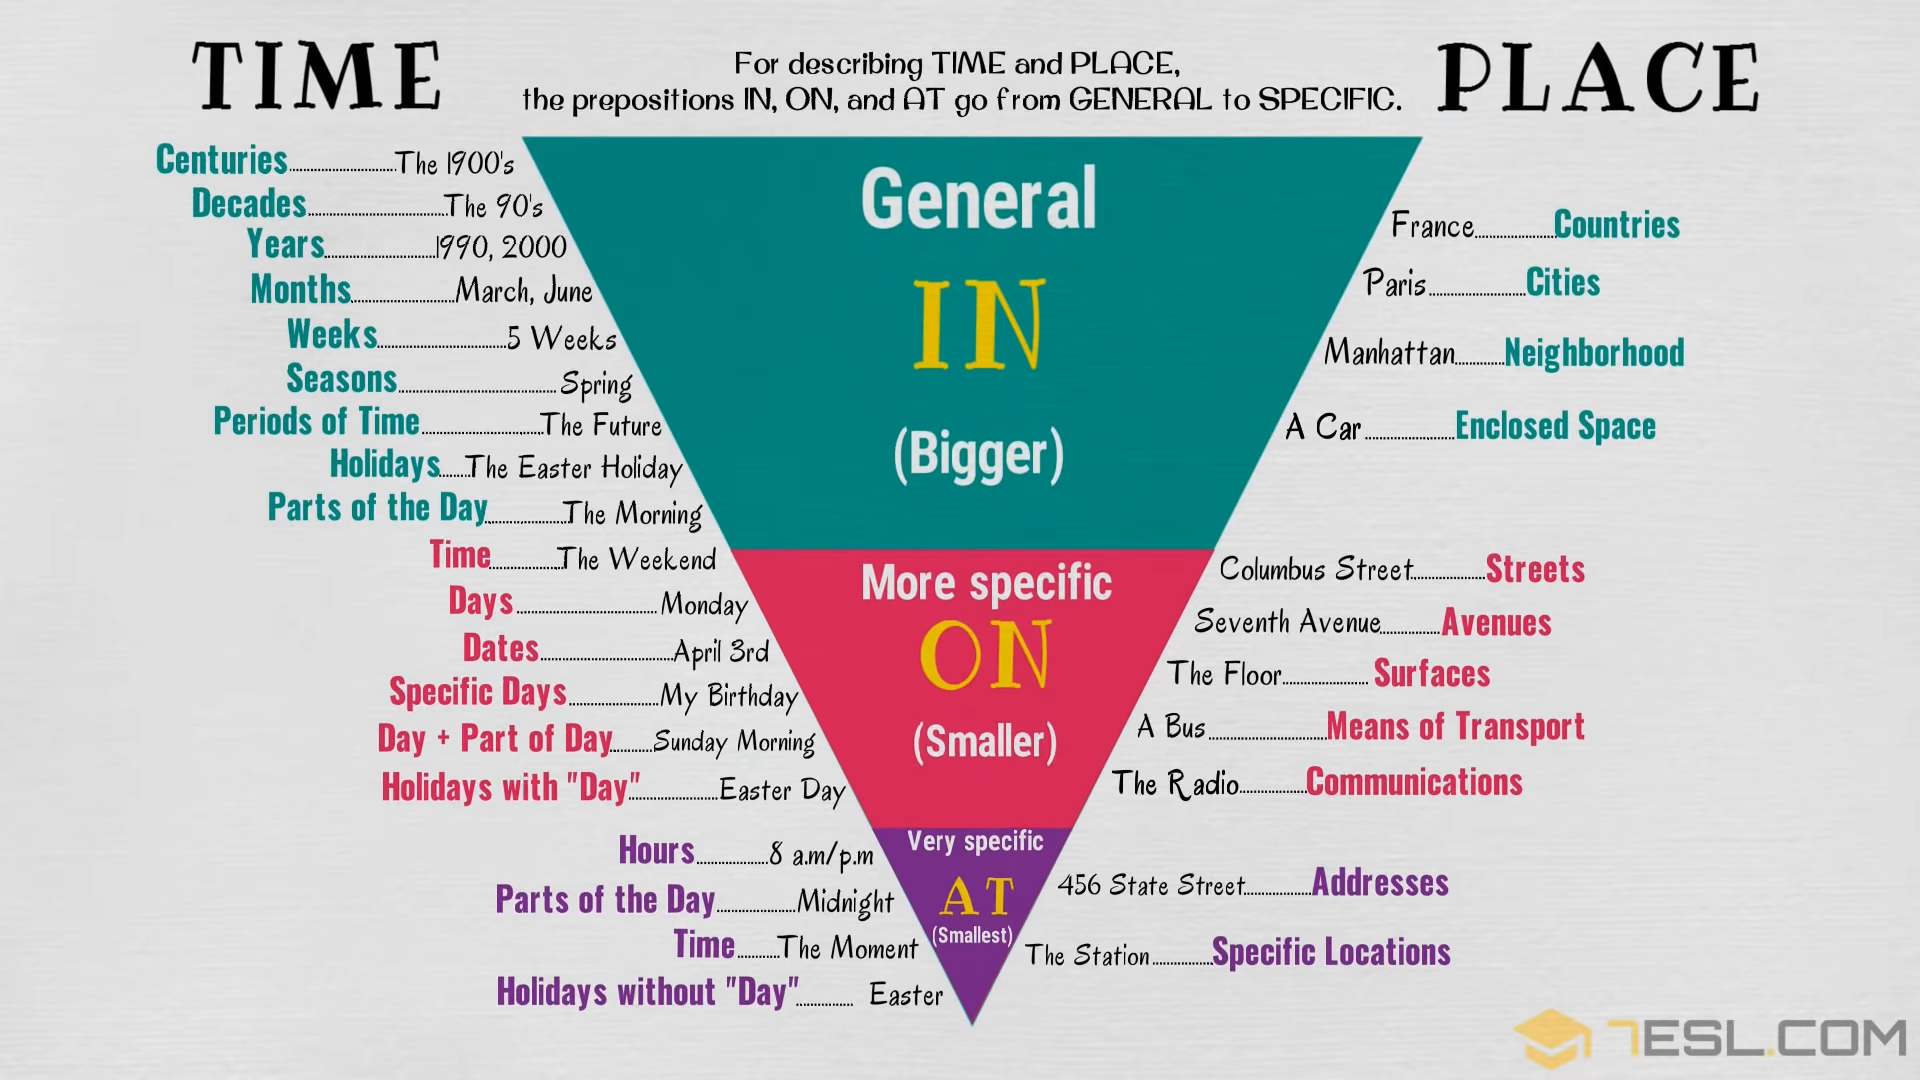 TIME
For describing TIME and PLACE,
the prepositions IN, ON, and AT go from GENERAL to SPECIFIC.
PLACE
Centuries..........The 1900's
Decades..........The 90's
Years..........1990, 2000
Months..........March, June
Weeks..........5 Weeks
Seasons..........Spring
Periods of Time..........The Future
Holidays..........The Easter Holiday
Parts of the Day..........The Morning
Time..........The Weekend
Days..........Monday
Dates..........April 3rd
Specific Days..........My Birthday
Day + Part of Day..........Sunday Morning
Holidays with "Day"..........Easter Day
Hours..........8 a.m/p.m
Parts of the Day..........Midnight
Time..........The Moment
Holidays without "Day"..........Easter
General
IN
(Bigger)
More specific
ON
(Smaller)
Very specific
AT
(Smallest)
France..........Countries
Paris..........Cities
Manhattan..........Neighborhood
A Car..........Enclosed Space
Columbus Street..........Streets
Seventh Avenue..........Avenues
The Floor..........Surfaces
A Bus..........Means of Transport
The Radio..........Communications
456 State Street..........Addresses
The Station..........Specific Locations
7ESL.COM